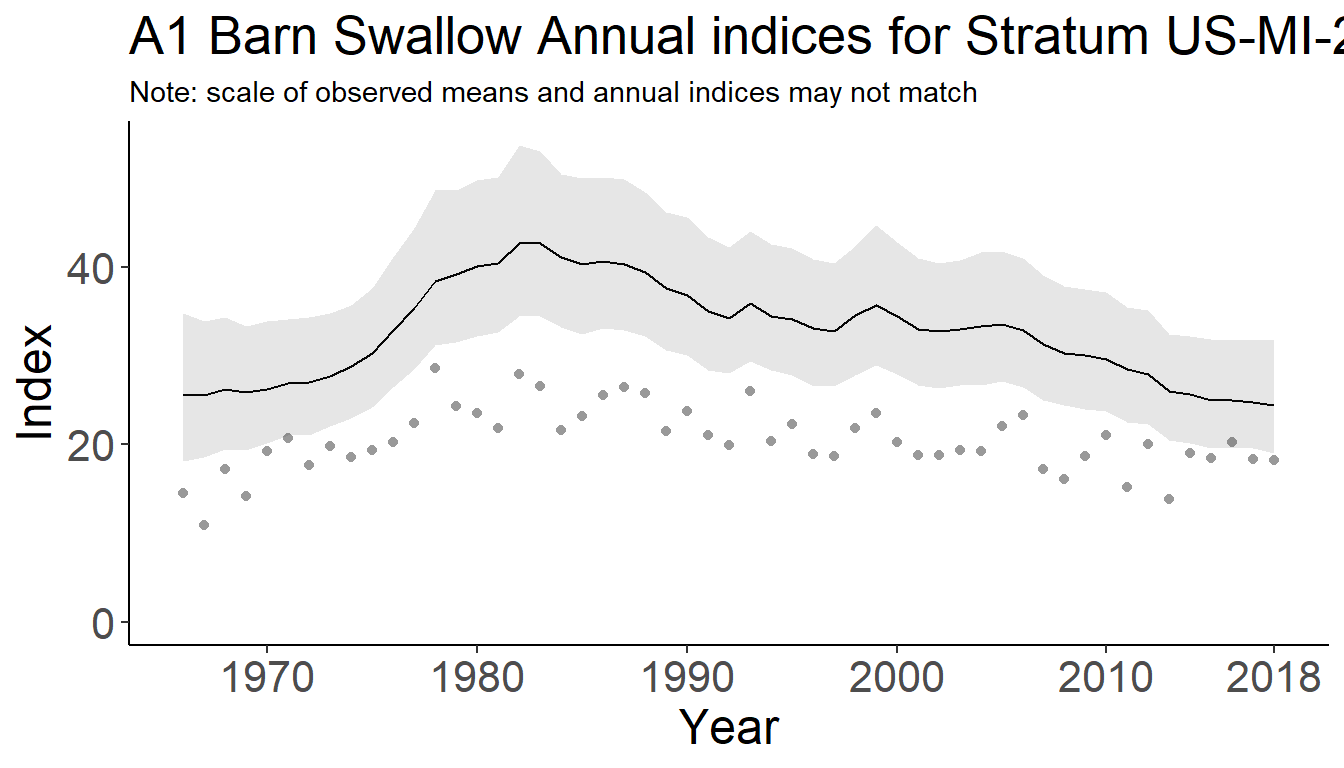 A1 Barn Swallow Annual indices for Stratum US-MI-2
Note: scale of observed means and annual indices may not match
Index
40
20
0
1970 1980 1990 2000 2010 2018
Year